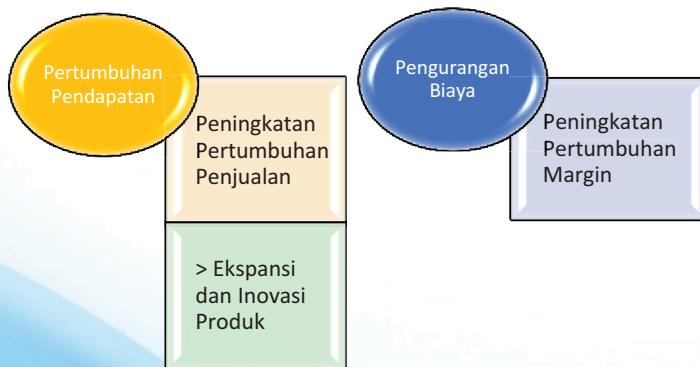 Pertumbuhan
Pendapatan
Peningkatan
Pertumbuhan
Penjualan
> Ekspansi
dan Inovasi
Produk
Pengurangan
Biaya
Peningkatan
Pertumbuhan
Margin